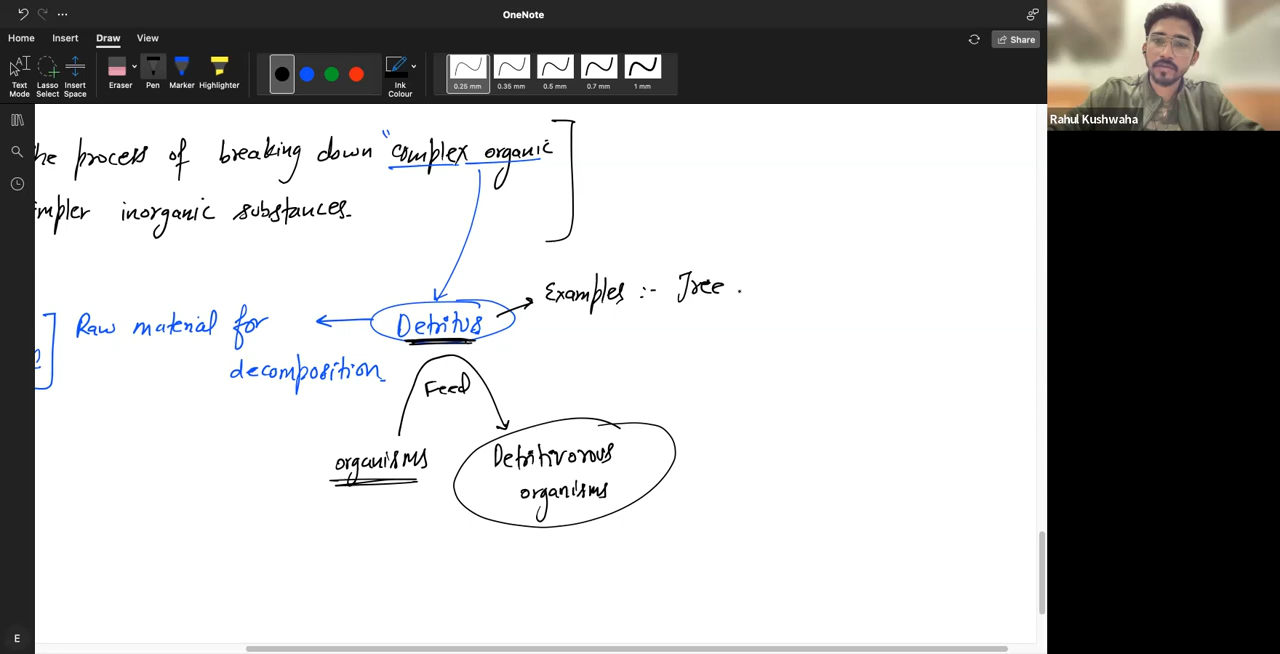 OneNote
Home Insert Draw View
Share
Text Mode
Lasso Select
Insert Space
Eraser
Pen
Marker
Highlighter
Ink Colour
0.25 mm
0.35 mm
0.5 mm
0.7 mm
1 mm
Rahul Kushwaha
he process of breaking down "complex organic
impler inorganic substances.
Examples :- Tree .
Raw material for
decomposition.
Detritus
Feed
organisms
Detritivorous
organisms
E